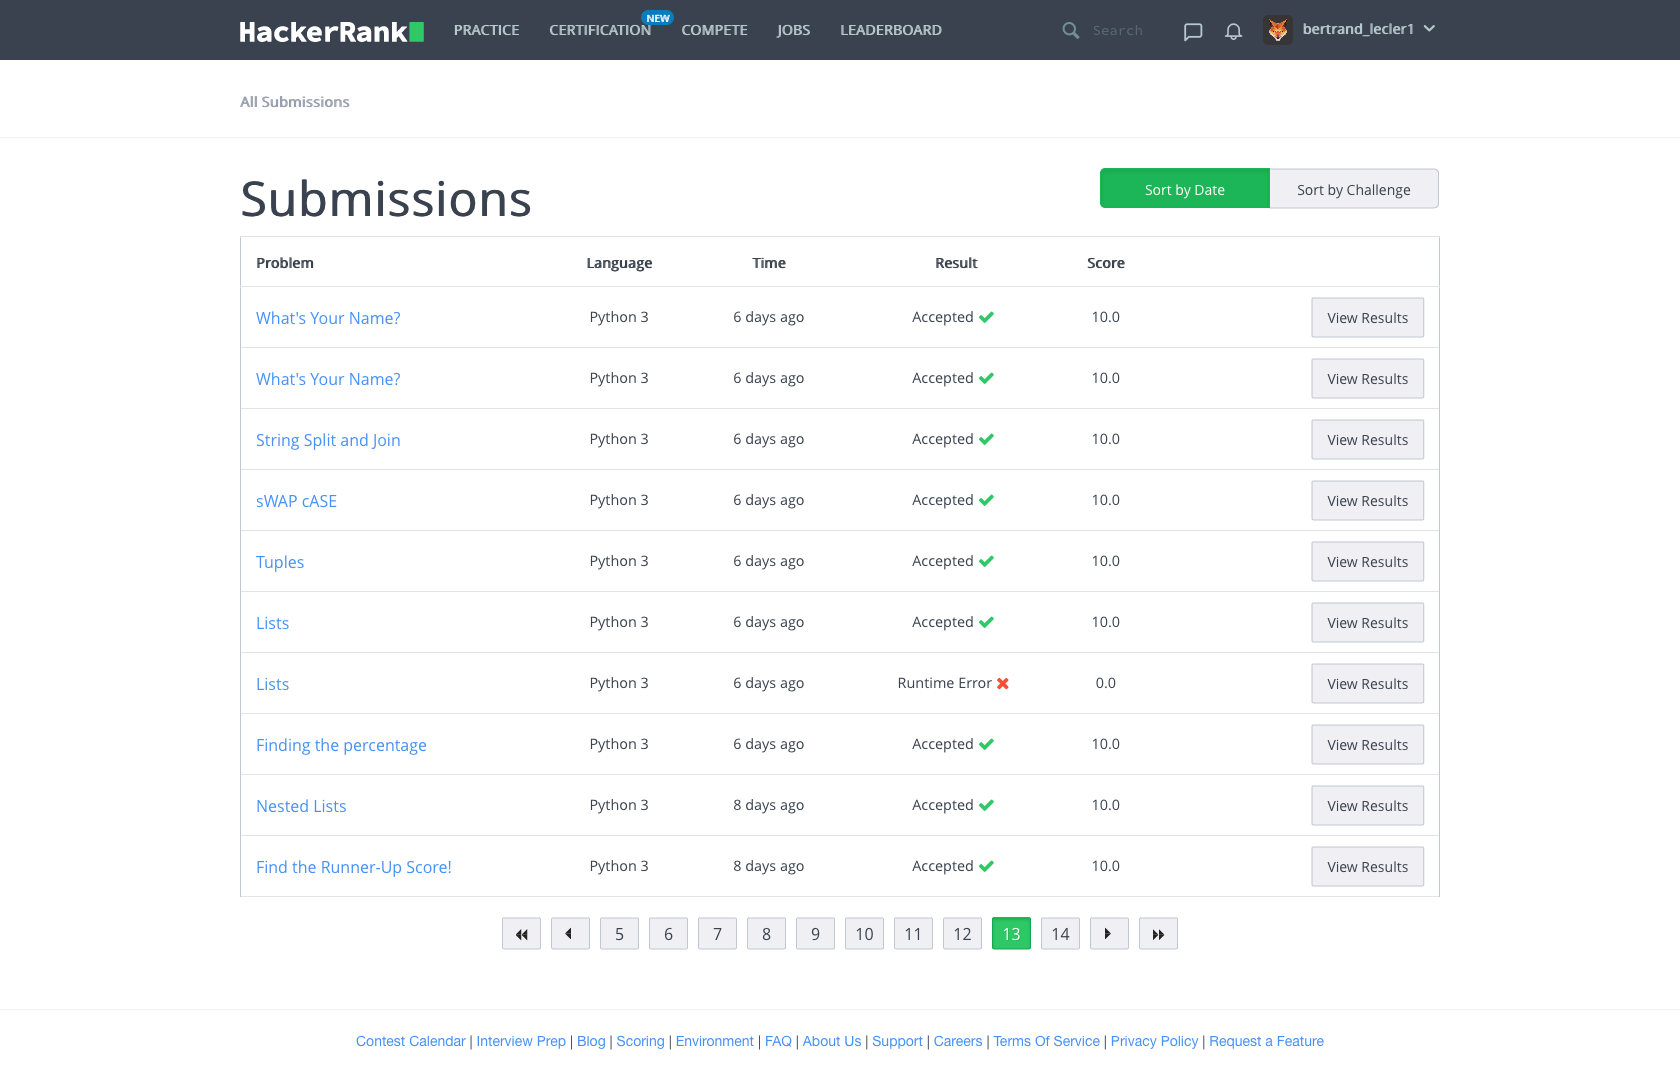 HackerRank PRACTICE CERTIFICATION NEW COMPETE JOBS LEADERBOARD Search bertrand_lecler1
All Submissions
Submissions
Sort by Date Sort by Challenge
Problem Language Time Result Score
What's Your Name? Python 3 6 days ago Accepted 10.0 View Results
What's Your Name? Python 3 6 days ago Accepted 10.0 View Results
String Split and Join Python 3 6 days ago Accepted 10.0 View Results
sWAP cASE Python 3 6 days ago Accepted 10.0 View Results
Tuples Python 3 6 days ago Accepted 10.0 View Results
Lists Python 3 6 days ago Accepted 10.0 View Results
Lists Python 3 6 days ago Runtime Error 0.0 View Results
Finding the percentage Python 3 6 days ago Accepted 10.0 View Results
Nested Lists Python 3 8 days ago Accepted 10.0 View Results
Find the Runner-Up Score! Python 3 8 days ago Accepted 10.0 View Results
5 6 7 8 9 10 11 12 13 14
Contest Calendar | Interview Prep | Blog | Scoring | Environment | FAQ | About Us | Support | Careers | Terms Of Service | Privacy Policy | Request a Feature